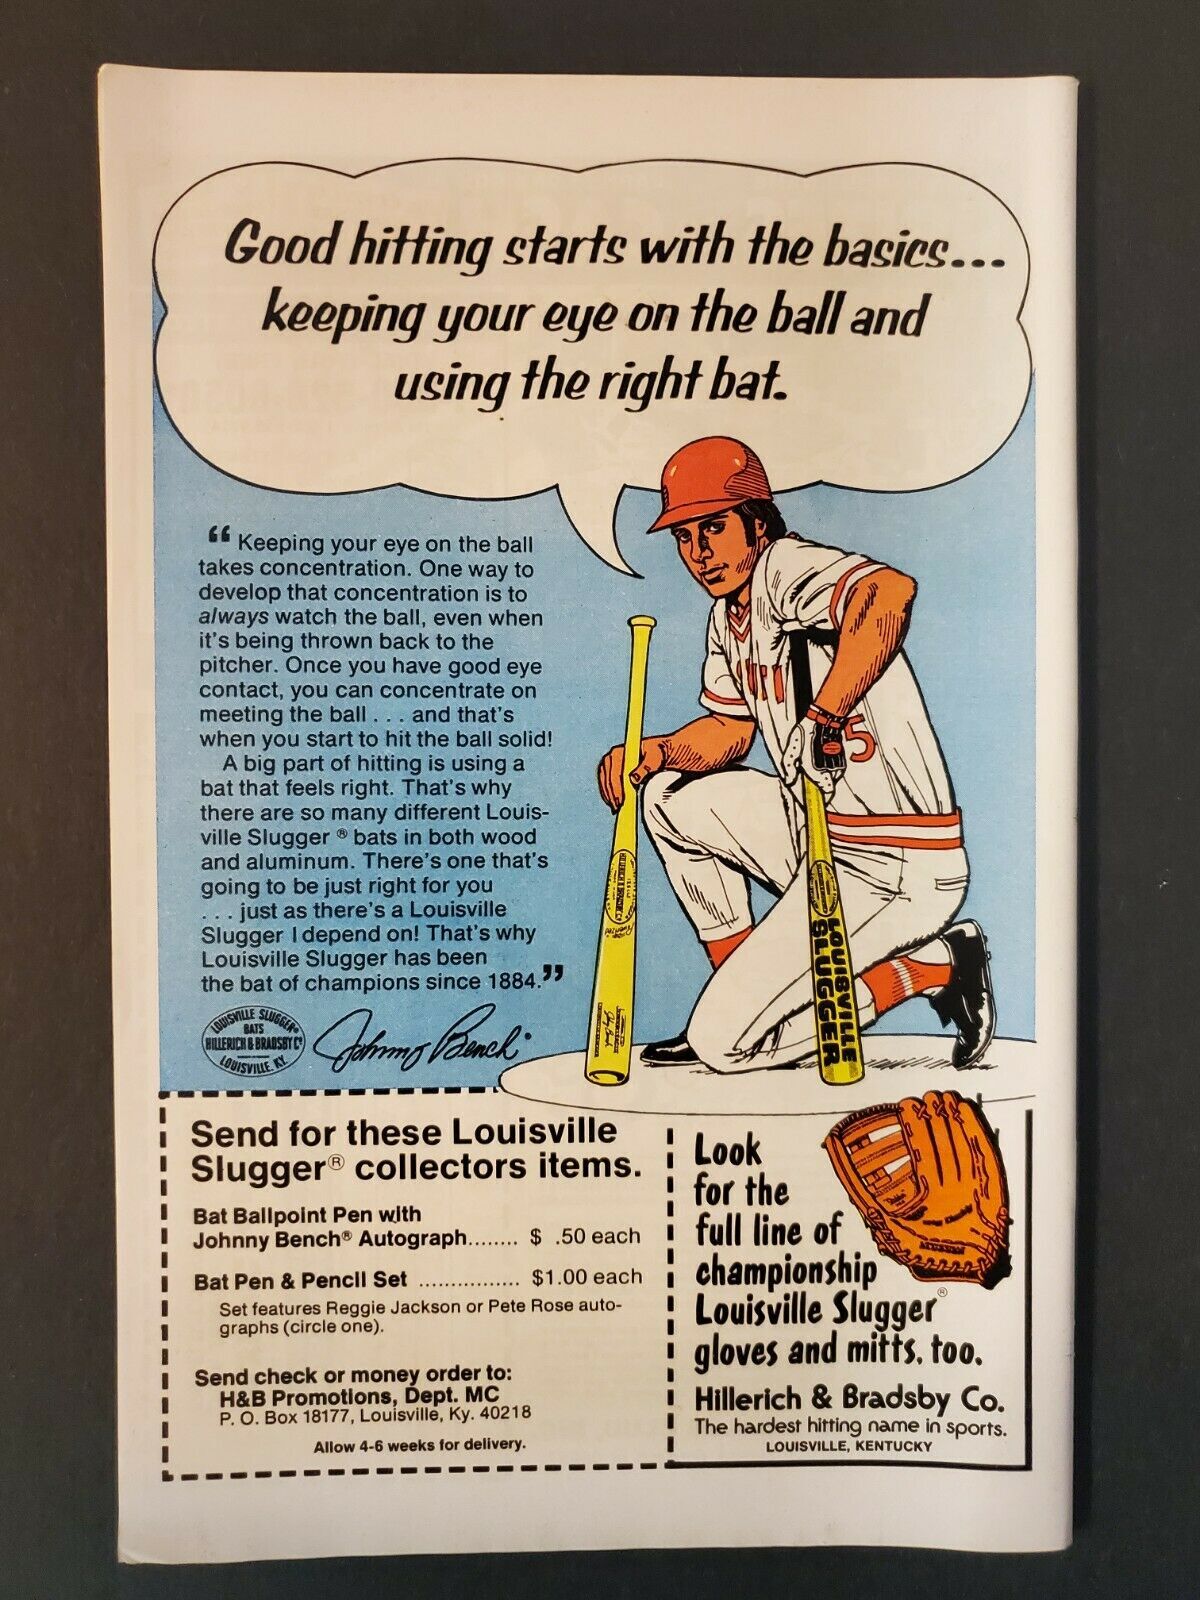 Good hitting starts with the basics...
keeping your eye on the ball and
using the right bat.
“ Keeping your eye on the ball
takes concentration. One way to
develop that concentration is to
always watch the ball, even when
it's being thrown back to the
pitcher. Once you have good eye
contact, you can concentrate on
meeting the ball . . . and that's
when you start to hit the ball solid!
A big part of hitting is using a
bat that feels right. That's why
there are so many different Louis-
ville Slugger ® bats in both wood
and aluminum. There's one that's
going to be just right for you
. . . just as there's a Louisville
Slugger I depend on! That's why
Louisville Slugger has been
the bat of champions since 1884.”
LOUISVILLE SLUGGER®
BATS
HILLERICH & BRADSBY Co
LOUISVILLE, KY.
Johnny Bench
5
LOUISVILLE
SLUGGER
Send for these Louisville
Slugger® collectors items.
Bat Ballpoint Pen with
Johnny Bench® Autograph........ $ .50 each
Bat Pen & Pencil Set ................ $1.00 each
Set features Reggie Jackson or Pete Rose auto-
graphs (circle one).
Send check or money order to:
H&B Promotions, Dept. MC
P. O. Box 18177, Louisville, Ky. 40218
Allow 4-6 weeks for delivery.
Look
for the
full line of
championship
Louisville Slugger®
gloves and mitts, too.
Hillerich & Bradsby Co.
The hardest hitting name in sports.
LOUISVILLE, KENTUCKY